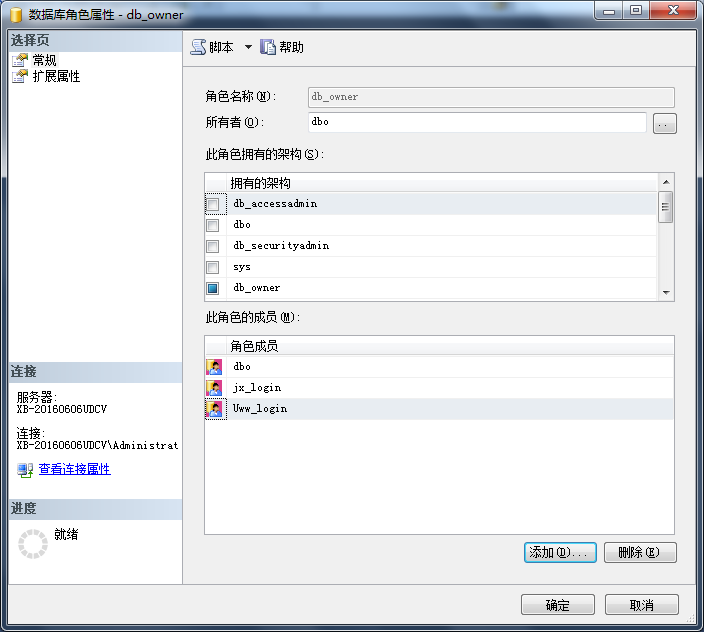 数据库角色属性 - db_owner
选择页
常规
扩展属性
脚本
帮助
角色名称(N):
db_owner
所有者(O):
dbo
...
此角色拥有的架构(S):
拥有的架构
db_accessadmin
dbo
db_securityadmin
sys
db_owner
此角色的成员(M):
角色成员
dbo
jx_login
Uww_login
连接
服务器:
XB-20160606UDCV
连接:
XB-20160606UDCV\Administrat
查看连接属性
进度
就绪
添加(D)...
删除(E)
确定
取消